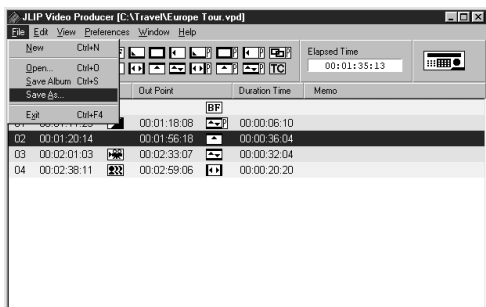 JLIP Video Producer [C:\Travel\Europe Tour.vpd]
File Edit View Preferences Window Help
New Ctrl+N
Open... Ctrl+O
Save Album Ctrl+S
Save As...
Exit Ctrl+F4
P P P P
P P P TC
Elapsed Time
00:01:35:13
Out Point Duration Time Memo
BF
00:01:18:08 P 00:00:06:10
02 00:01:20:14 00:01:56:18 00:00:36:04
03 00:02:01:03 00:02:33:07 00:00:32:04
04 00:02:38:11 00:02:59:06 00:00:20:20